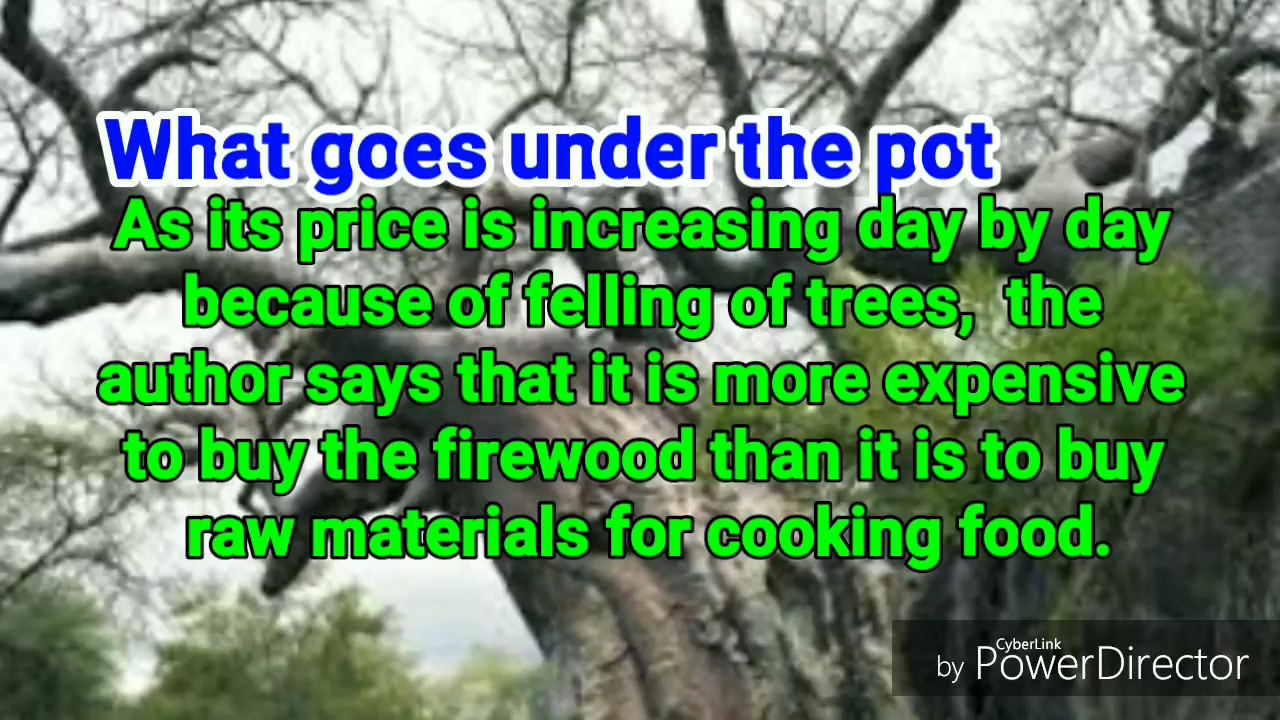 What goes under the pot
As its price is increasing day by day
because of felling of trees, the
author says that it is more expensive
to buy the firewood than it is to buy
raw materials for cooking food.
CyberLink
by PowerDirector